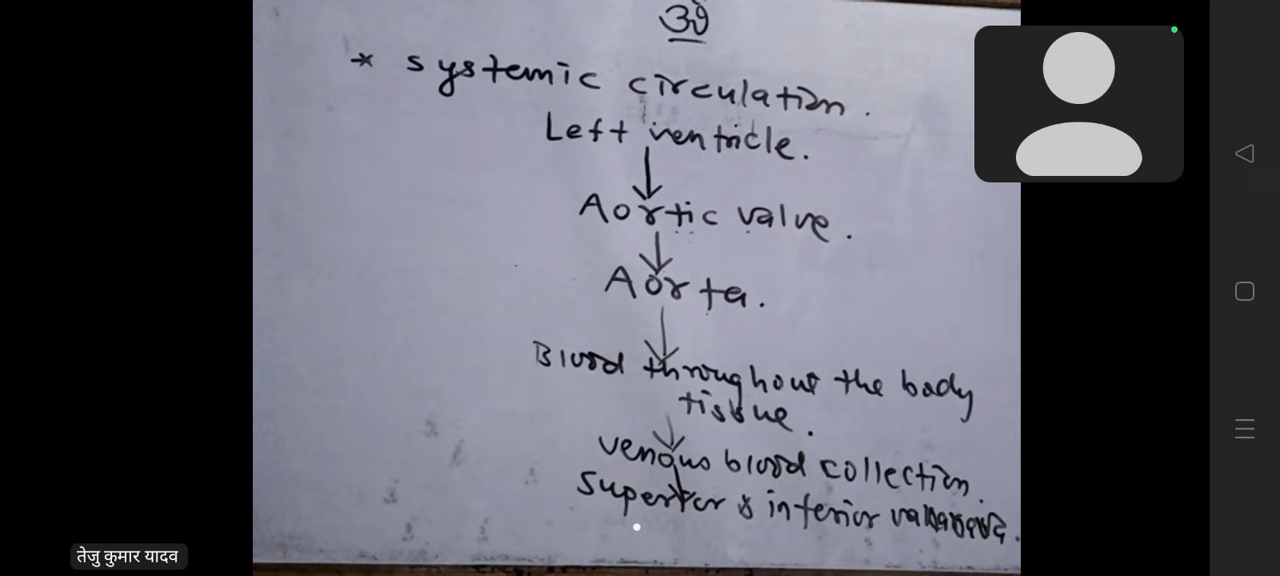 ॐ
* systemic circulation.
Left ventricle.
Aortic valve.
Aorta.
Blood throughout the body
tissue.
venous blood collection.
superior & inferior
तेजु कुमार यादव